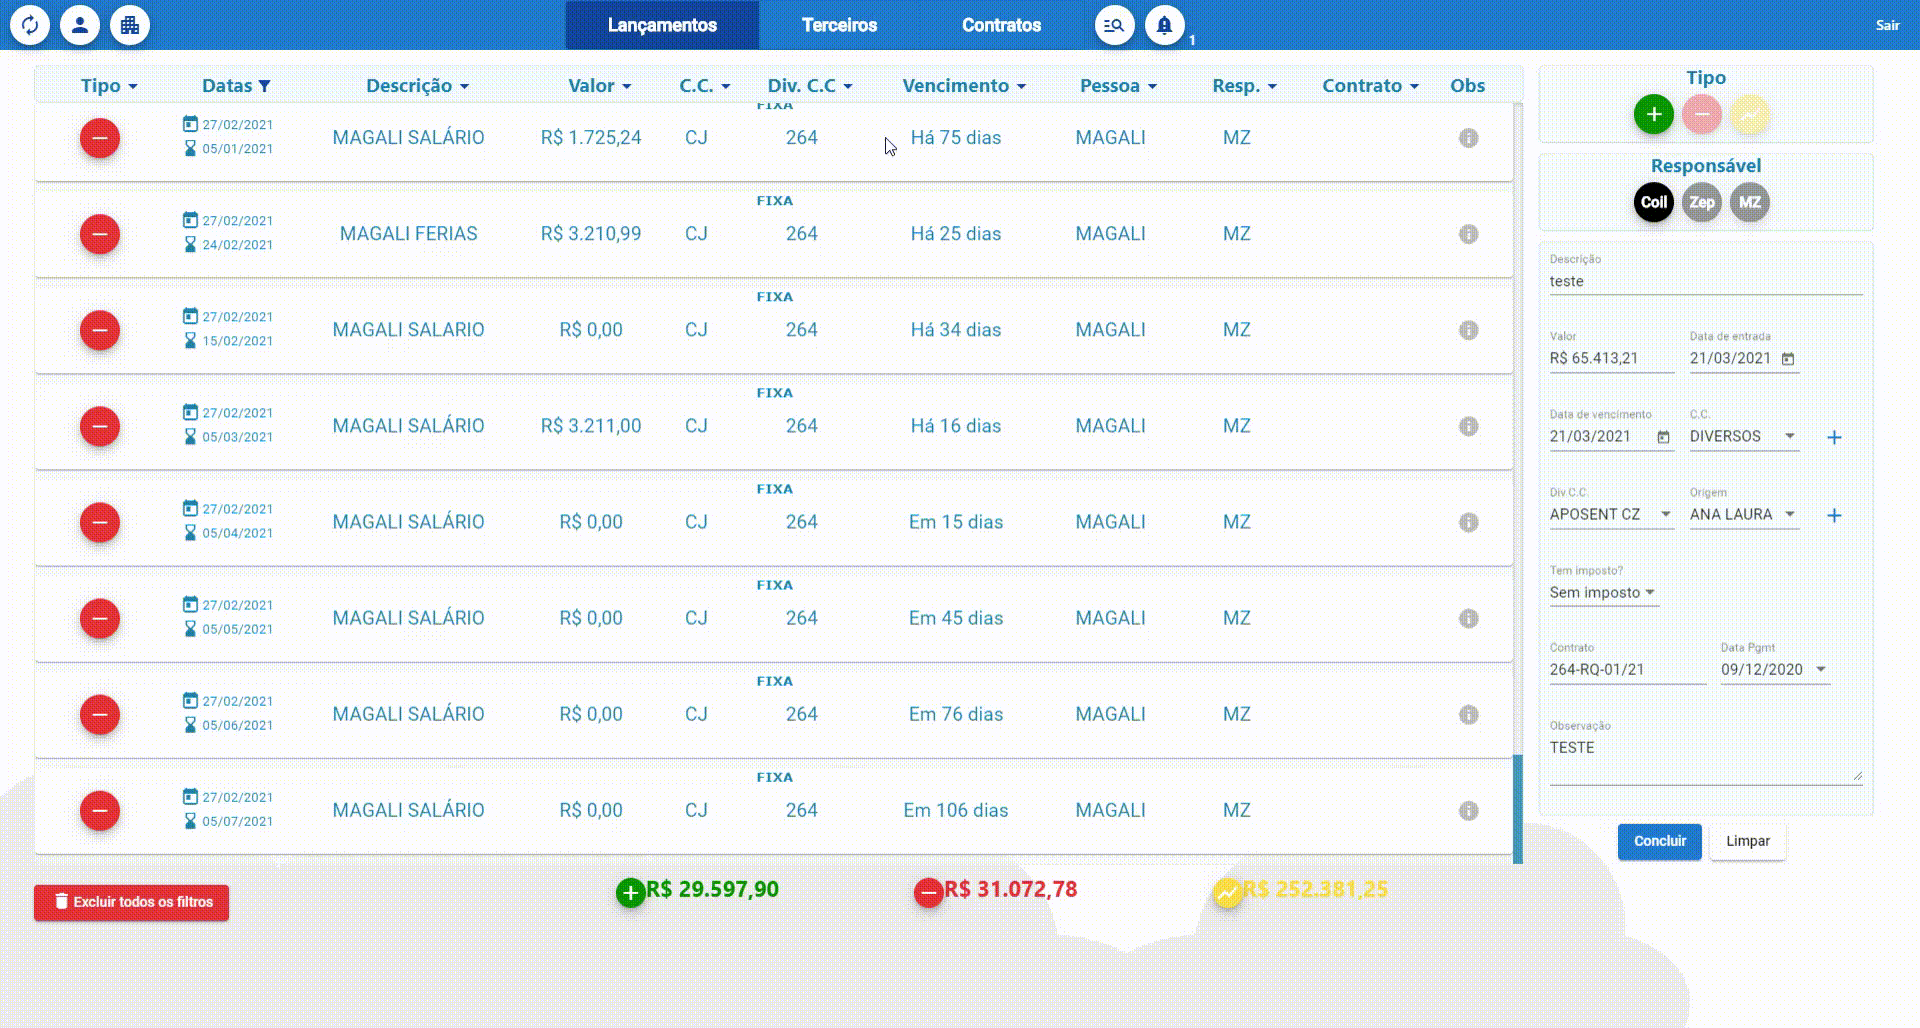 Lançamentos Terceiros Contratos 1 Sair
Tipo Datas Descrição Valor C.C. Div. C.C Vencimento Pessoa Resp. Contrato Obs
FIXA
27/02/2021
05/01/2021
MAGALI SALÁRIO R$ 1.725,24 CJ 264 Há 75 dias MAGALI MZ
FIXA
27/02/2021
24/02/2021
MAGALI FERIAS R$ 3.210,99 CJ 264 Há 25 dias MAGALI MZ
FIXA
27/02/2021
15/02/2021
MAGALI SALARIO R$ 0,00 CJ 264 Há 34 dias MAGALI MZ
FIXA
27/02/2021
05/03/2021
MAGALI SALÁRIO R$ 3.211,00 CJ 264 Há 16 dias MAGALI MZ
FIXA
27/02/2021
05/04/2021
MAGALI SALÁRIO R$ 0,00 CJ 264 Em 15 dias MAGALI MZ
FIXA
27/02/2021
05/05/2021
MAGALI SALÁRIO R$ 0,00 CJ 264 Em 45 dias MAGALI MZ
FIXA
27/02/2021
05/06/2021
MAGALI SALÁRIO R$ 0,00 CJ 264 Em 76 dias MAGALI MZ
FIXA
27/02/2021
05/07/2021
MAGALI SALÁRIO R$ 0,00 CJ 264 Em 106 dias MAGALI MZ
Excluir todos os filtros
R$ 29.597,90 R$ 31.072,78 R$ 252.381,25
Tipo
Responsável
Coil Zep MZ
Descrição
teste
Valor Data de entrada
R$ 65.413,21 21/03/2021
Data de vencimento C.C.
21/03/2021 DIVERSOS
Div C.C. Origem
APOSENT CZ ANA LAURA
Tem imposto?
Sem imposto
Contrato Data Pgmt
264-RQ-01/21 09/12/2020
Observação
TESTE
Concluir Limpar